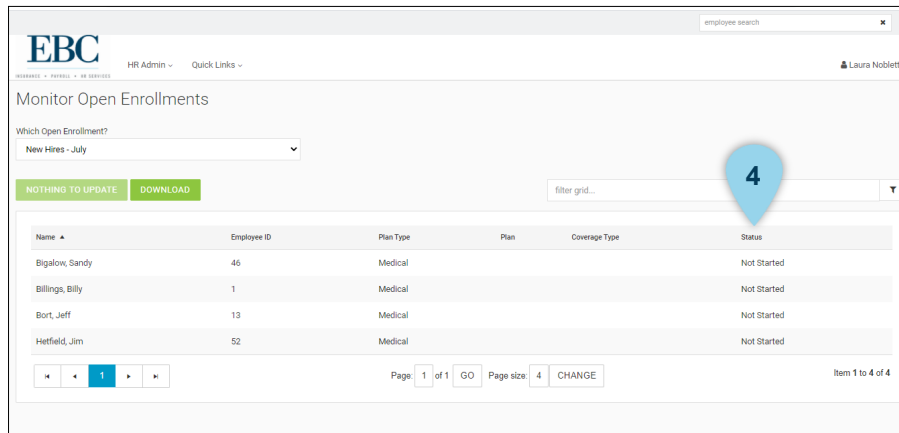 employee search
EBC
INSURANCE • PAYROLL • HR SERVICES
HR Admin Quick Links Laura Noblett
Monitor Open Enrollments
Which Open Enrollment?
New Hires - July
4
NOTHING TO UPDATE DOWNLOAD filter grid...
Name Employee ID Plan Type Plan Coverage Type Status
Bigalow, Sandy 46 Medical Not Started
Billings, Billy 1 Medical Not Started
Bort, Jeff 13 Medical Not Started
Hetfield, Jim 52 Medical Not Started
1 Page: 1 of 1 GO Page size: 4 CHANGE Item 1 to 4 of 4